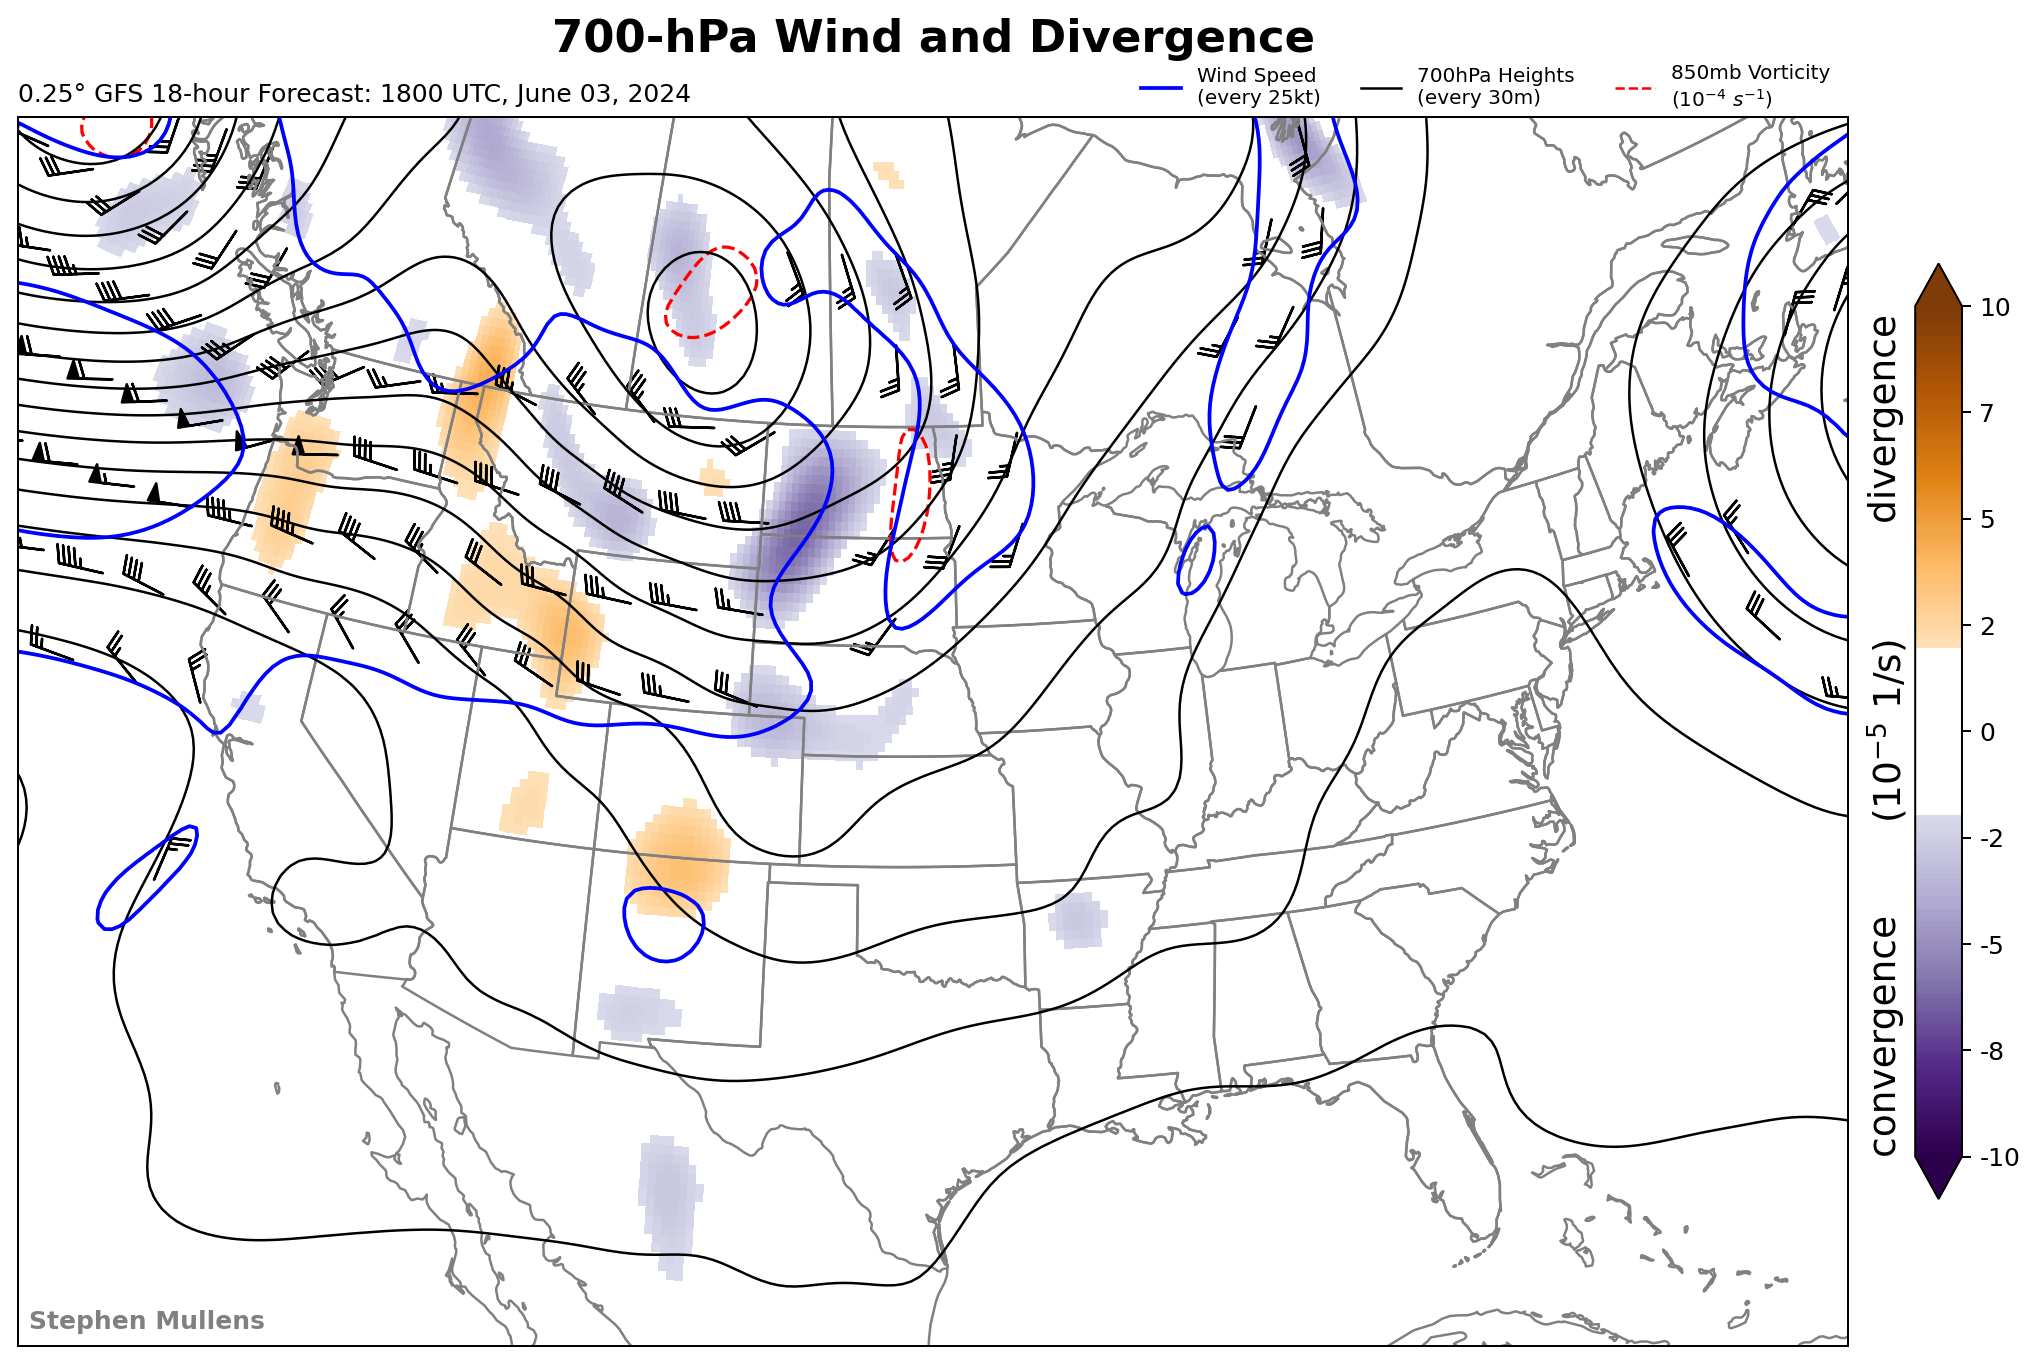 700-hPa Wind and Divergence
0.25° GFS 18-hour Forecast: 1800 UTC, June 03, 2024
Wind Speed
(every 25kt)
700hPa Heights
(every 30m)
850mb Vorticity
(10⁻⁴ s⁻¹)
10
7
5
2
0
-2
-5
-8
-10
convergence (10⁻⁵ 1/s) divergence
Stephen Mullens